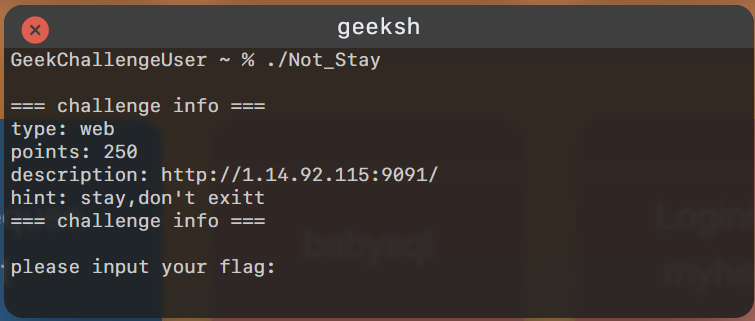 geeksh
GeekChallengeUser ~ % ./Not_Stay
=== challenge info ===
type: web
points: 250
description: http://1.14.92.115:9091/
hint: stay,don't exitt
=== challenge info ===
babysql
Login
myhe
please input your flag: